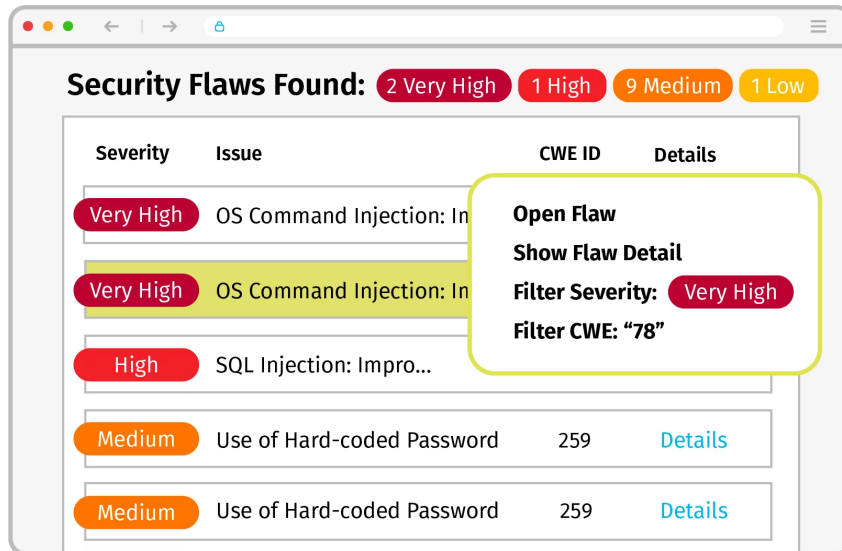 Security Flaws Found: 2 Very High 1 High 9 Medium 1 Low
Severity Issue CWE ID Details
Very High OS Command Injection: Im
Open Flaw
Show Flaw Detail
Very High OS Command Injection: Im
Filter Severity: Very High
Filter CWE: “78”
High SQL Injection: Impro...
Medium Use of Hard-coded Password 259 Details
Medium Use of Hard-coded Password 259 Details